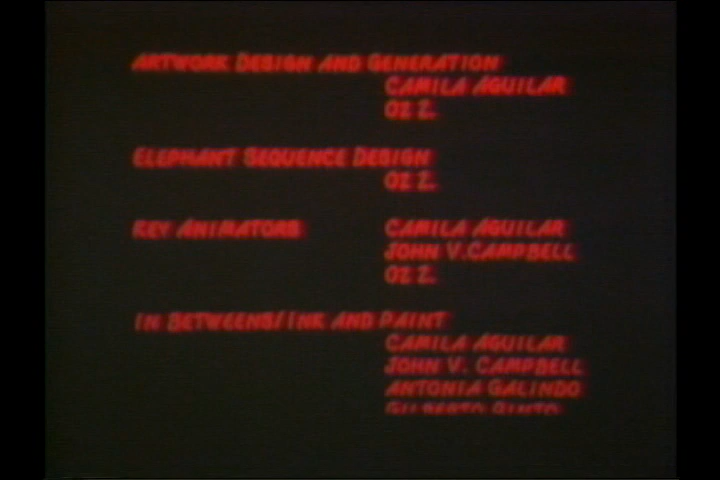 ARTWORK DESIGN AND GENERATION
CAMILA AGUILAR
OZ Z.
ELEPHANT SEQUENCE DESIGN
OZ Z.
KEY ANIMATORS CAMILA AGUILAR
JOHN V.CAMPBELL
OZ Z.
IN BETWEENS/INK AND PAINT
CAMILA AGUILAR
JOHN V. CAMPBELL
ANTONIA GALINDO
GILBERTO